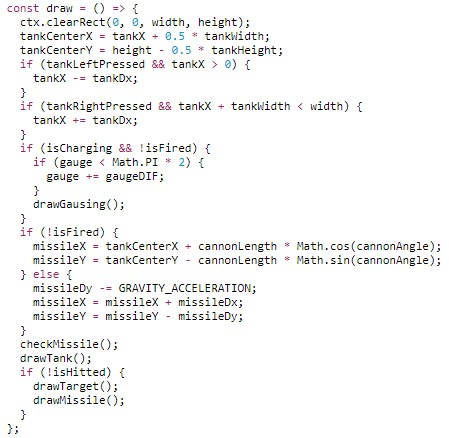 const draw = () => {
  ctx.clearRect(0, 0, width, height);
  tankCenterX = tankX + 0.5 * tankWidth;
  tankCenterY = height - 0.5 * tankHeight;
  if (tankLeftPressed && tankX > 0) {
    tankX -= tankDx;
  }
  if (tankRightPressed && tankX + tankWidth < width) {
    tankX += tankDx;
  }
  if (isCharging && !isFired) {
    if (gauge < Math.PI * 2) {
      gauge += gaugeDIF;
    }
    drawGausing();
  }
  if (!isFired) {
    missileX = tankCenterX + cannonLength * Math.cos(cannonAngle);
    missileY = tankCenterY - cannonLength * Math.sin(cannonAngle);
  } else {
    missileDy -= GRAVITY_ACCELERATION;
    missileX = missileX + missileDx;
    missileY = missileY - missileDy;
  }
  checkMissile();
  drawTank();
  if (!isHitted) {
    drawTarget();
    drawMissile();
  }
};